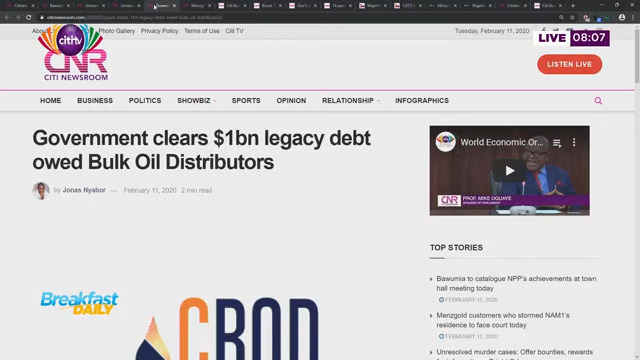 citinewsroom.com/2020/02/govt-clears-1bn-legacy-debt-owed-bulk-oil-distributors/
About Photo Gallery Privacy Policy Terms of Use Citi TV
Tuesday, February 11, 2020
LIVE 08:07
citi tv
CNR
CITI NEWSROOM
LISTEN LIVE
HOME BUSINESS POLITICS SHOWBIZ SPORTS OPINION RELATIONSHIP INFOGRAPHICS
Government clears $1bn legacy debt
owed Bulk Oil Distributors
by Jonas Nyabor — February 11, 2020 2 min read
World Economic Or...
CNR
PROF. MIKE OQUAYE
SPEAKER OF PARLIAMENT
TOP STORIES
Bawumia to catalogue NPP's achievements at town
hall meeting today
FEBRUARY 11, 2020
Menzgold customers who stormed NAM1's
residence to face court today
FEBRUARY 11, 2020
Unresolved murder cases: Offer bounties, rewards
Breakfast
DAILY
CBOD